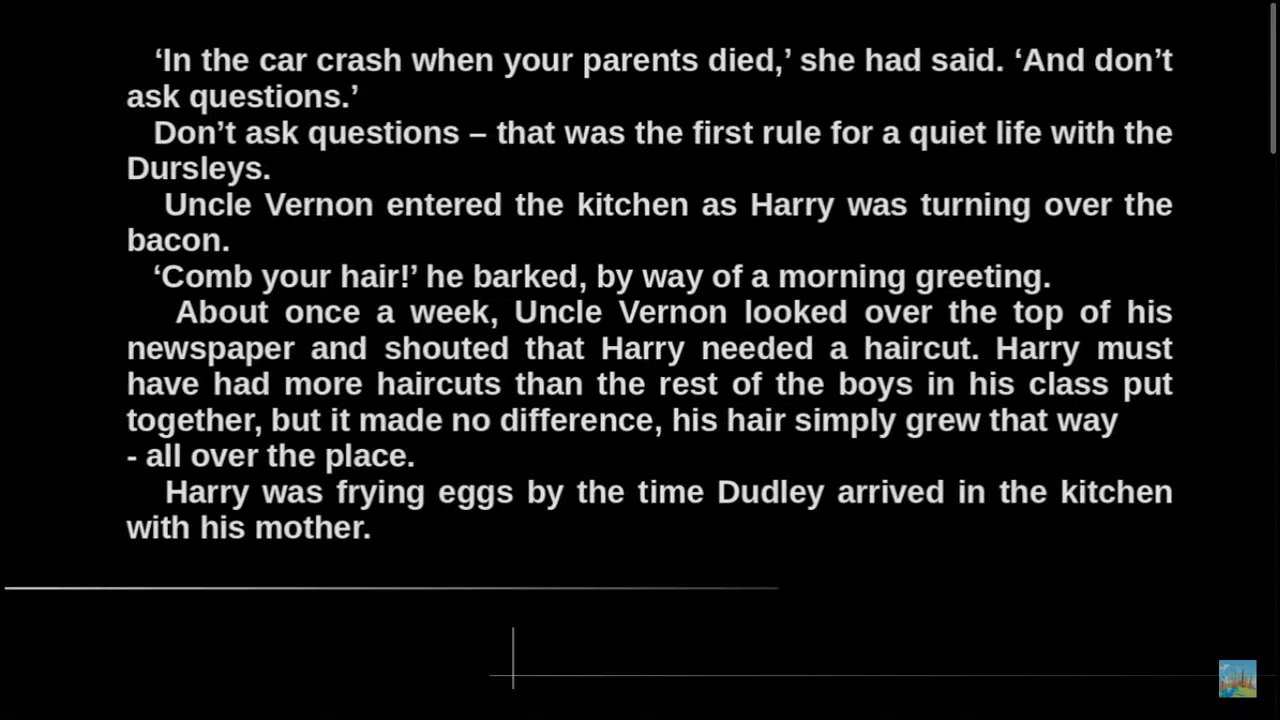 ‘In the car crash when your parents died,’ she had said. ‘And don’t
ask questions.’
Don’t ask questions – that was the first rule for a quiet life with the
Dursleys.
Uncle Vernon entered the kitchen as Harry was turning over the
bacon.
‘Comb your hair!’ he barked, by way of a morning greeting.
About once a week, Uncle Vernon looked over the top of his
newspaper and shouted that Harry needed a haircut. Harry must
have had more haircuts than the rest of the boys in his class put
together, but it made no difference, his hair simply grew that way
- all over the place.
Harry was frying eggs by the time Dudley arrived in the kitchen
with his mother.